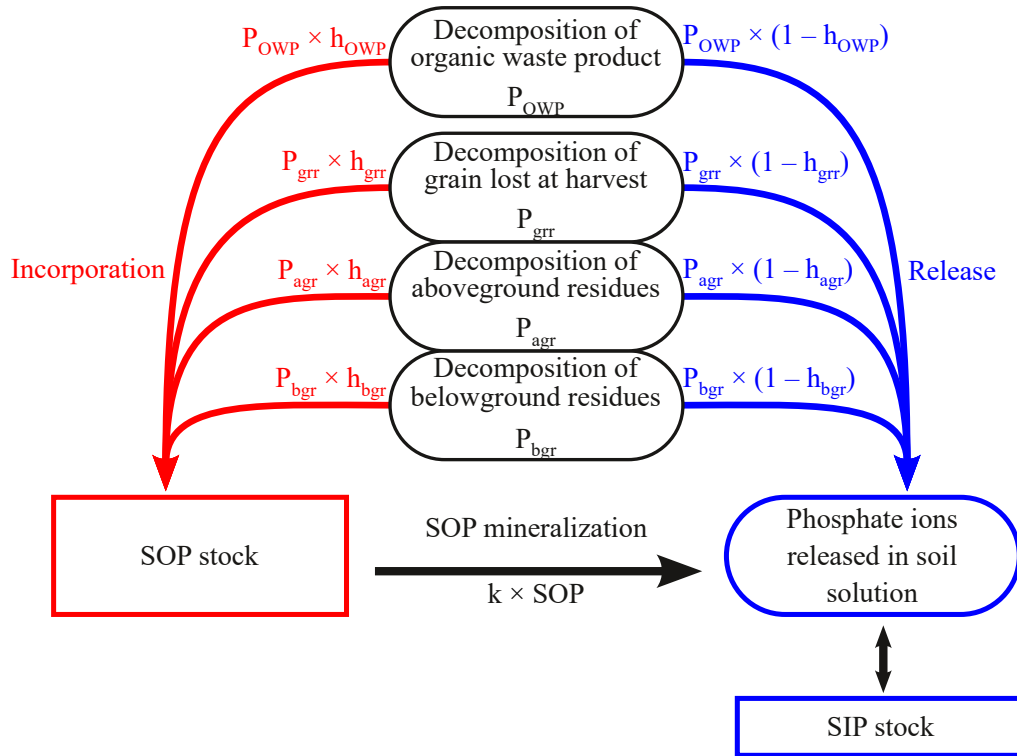 P_OWP × h_OWP
Decomposition of
organic waste product
P_OWP
P_OWP × (1 – h_OWP)
P_grr × h_grr
Decomposition of
grain lost at harvest
P_grr
P_grr × (1 – h_grr)
Incorporation
P_agr × h_agr
Decomposition of
aboveground residues
P_agr
P_agr × (1 – h_agr)
Release
P_bgr × h_bgr
Decomposition of
belowground residues
P_bgr
P_bgr × (1 – h_bgr)
SOP stock
SOP mineralization
k × SOP
Phosphate ions
released in soil
solution
SIP stock